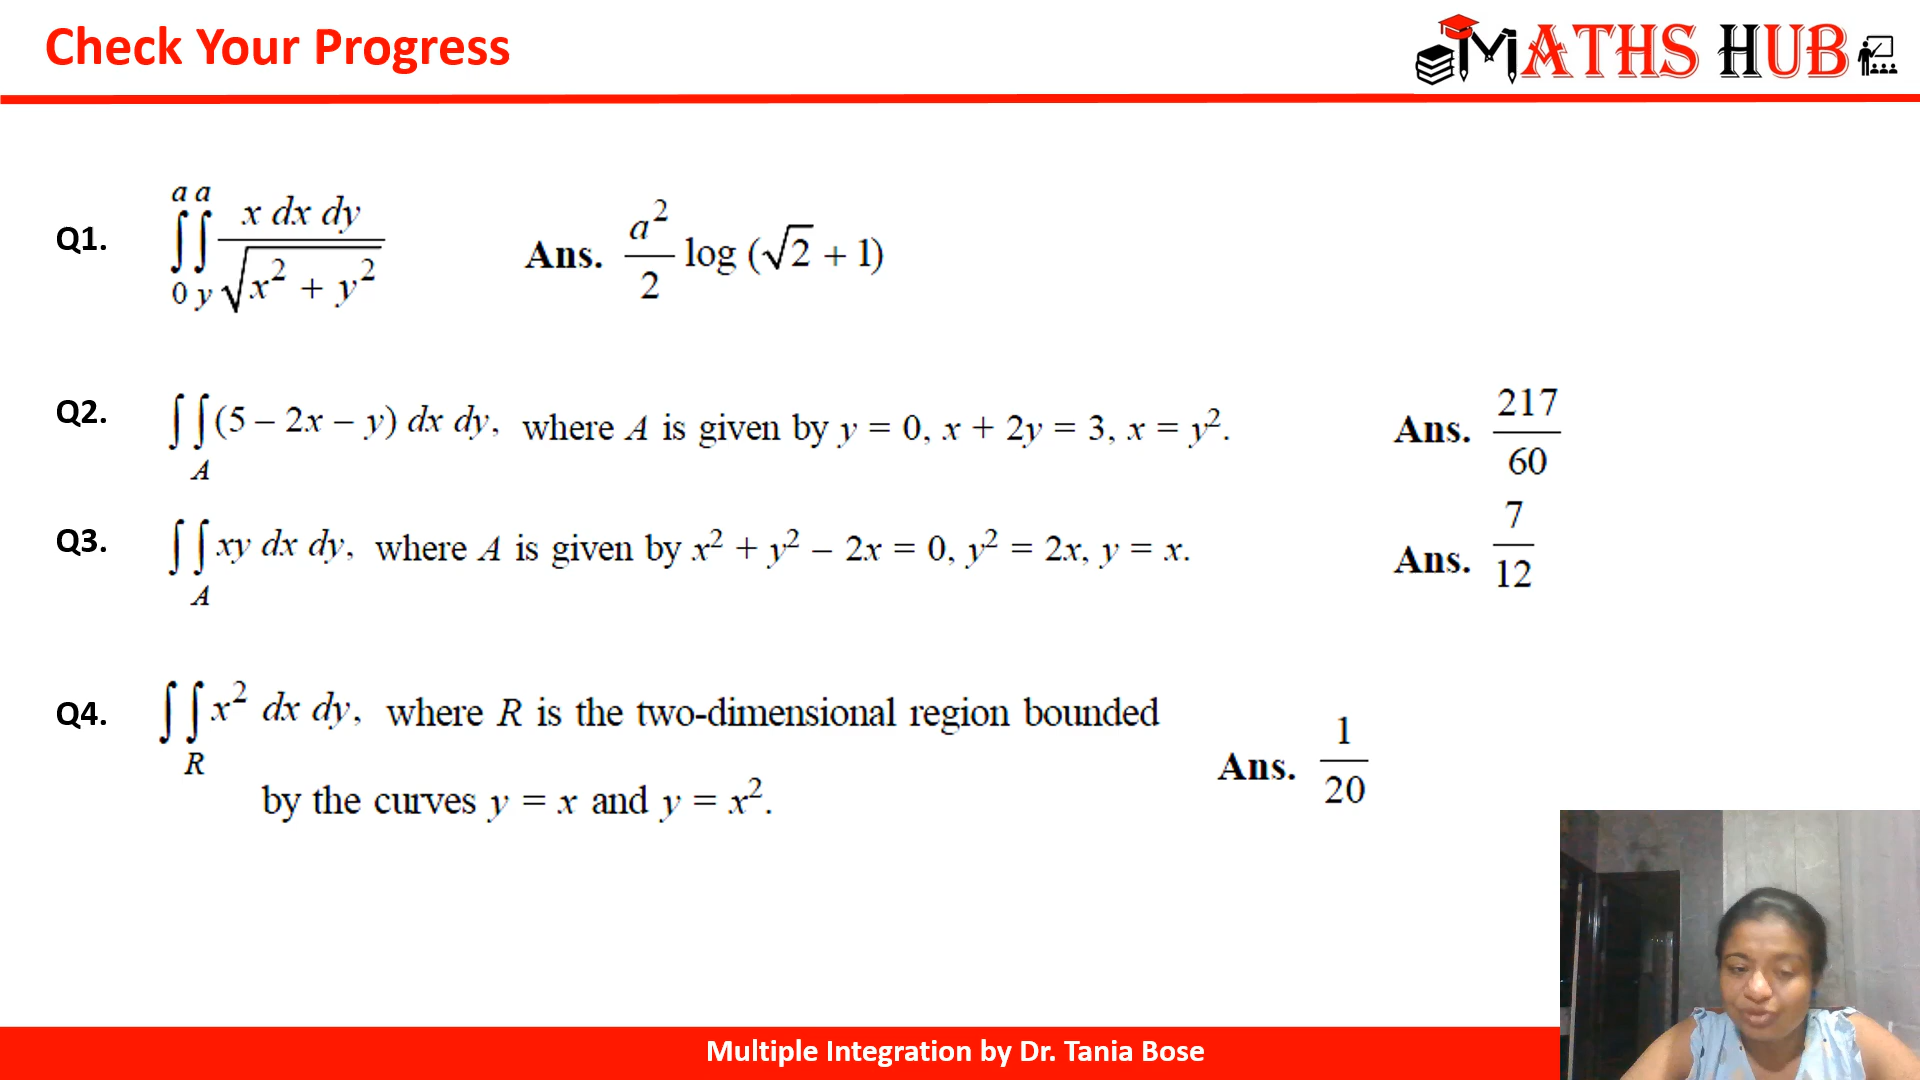 Check Your Progress
MATHS HUB
Q1. ∫₀ᵃ ∫ᵧᵃ x dx dy / √(x² + y²) Ans. a²/2 log (√2 + 1)
Q2. ∫∫_A (5 – 2x – y) dx dy, where A is given by y = 0, x + 2y = 3, x = y². Ans. 217/60
Q3. ∫∫_A xy dx dy, where A is given by x² + y² – 2x = 0, y² = 2x, y = x. Ans. 7/12
Q4. ∫∫_R x² dx dy, where R is the two-dimensional region bounded
by the curves y = x and y = x². Ans. 1/20
Multiple Integration by Dr. Tania Bose